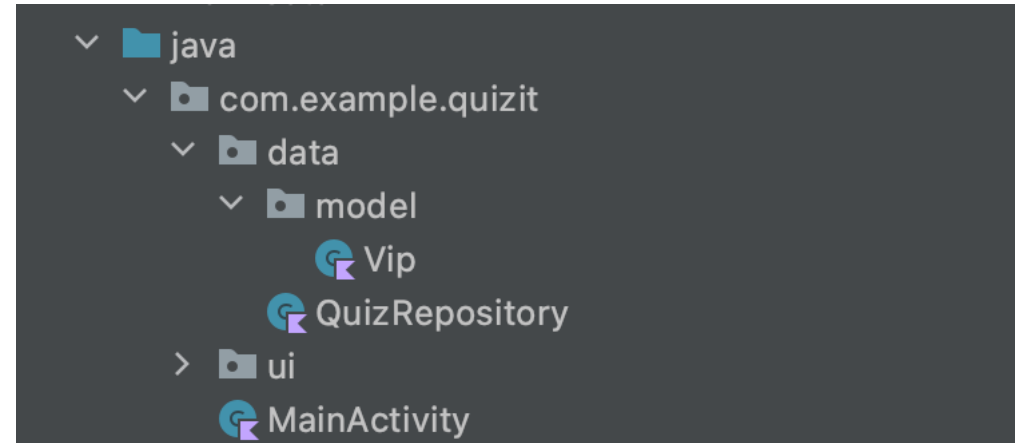 java
com.example.quizit
data
model
Vip
QuizRepository
ui
MainActivity